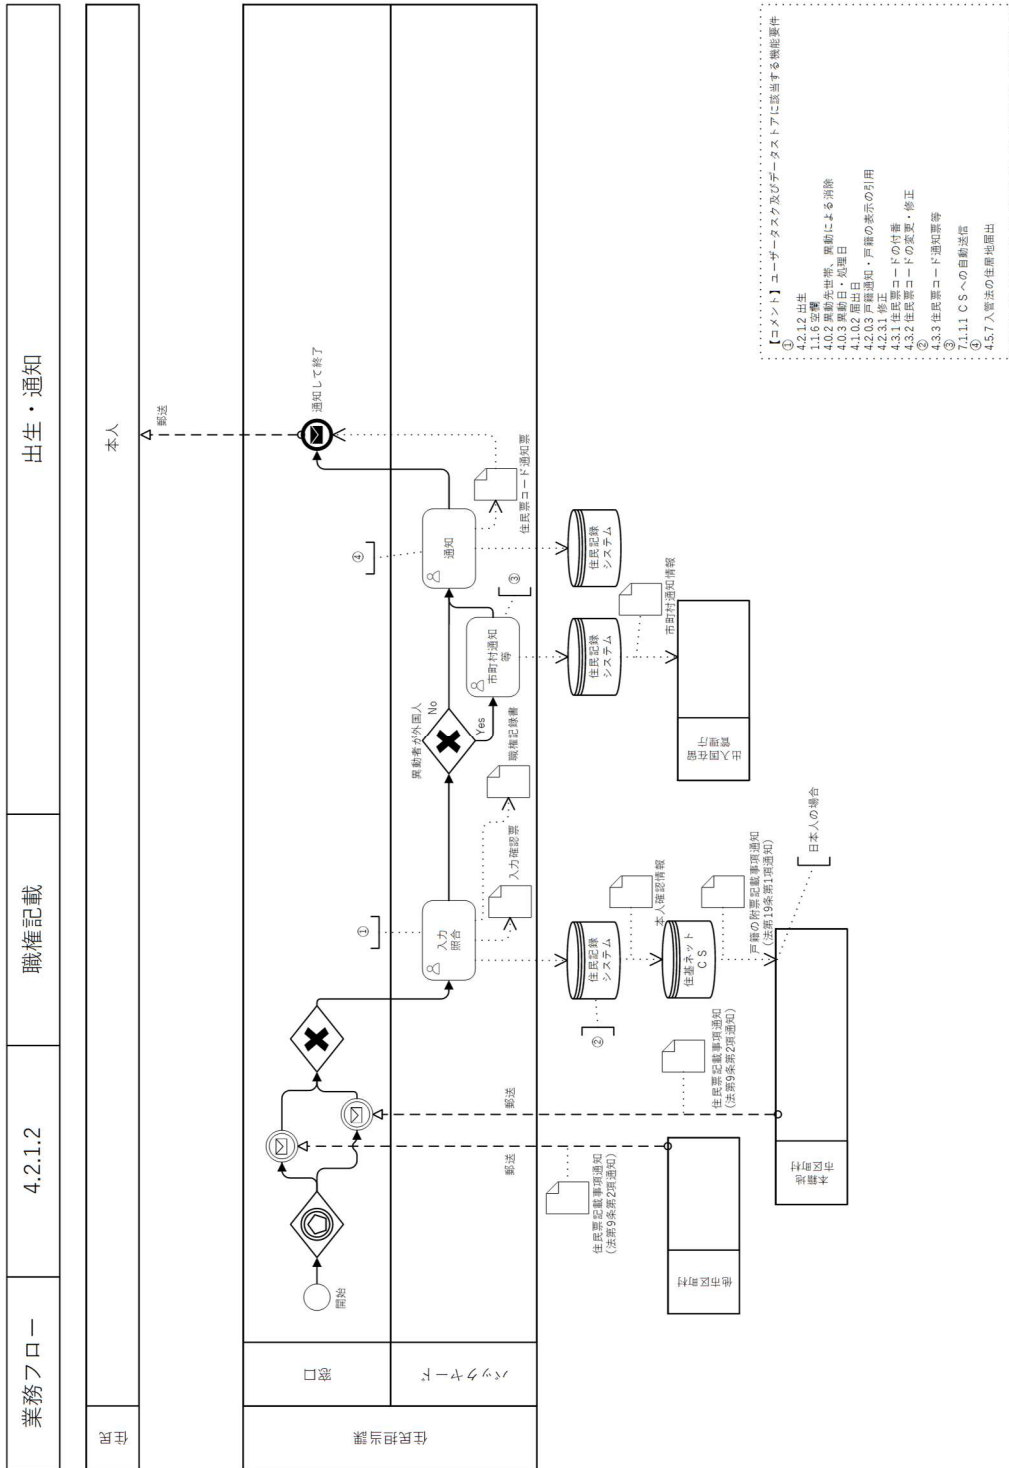 業務フロー
4.2.1.2
職権記載
出生・通知
住民
本人
郵送
住民担当課
窓口
バックヤード
開始
通知して終了
①
入力
照合
入力確認票
職権記録書
異動者が外国人
No
Yes
市町村通知
等
③
④
通知
住民票コード通知票
住民記録
システム
②
本人確認情報
住基ネット
ＣＳ
戸籍の附票記載事項通知
（法第19条第1項通知）
日本人の場合
住民記録
システム
市町村通知情報
出入国在留
管理庁
住民記録
システム
郵送
住民票記載事項通知
（法第9条第2項通知）
他市区町村
郵送
住民票記載事項通知
（法第9条第2項通知）
本籍地
市区町村
【コメント】ユーザータスク及びデータストアに該当する機能要件
①
4.2.1.2 出生
1.1.6 空欄
4.0.2 異動先世帯、異動による消除
4.0.3 異動日・処理日
4.1.0.2 届出日
4.2.0.3 戸籍通知・戸籍の表示の引用
4.2.3.1 修正
4.3.1 住民票コードの付番
4.3.2 住民票コードの変更・修正
②
4.3.3 住民票コード通知票等
③
7.1.1.1 ＣＳへの自動送信
④
4.5.7 入管法の住居地届出